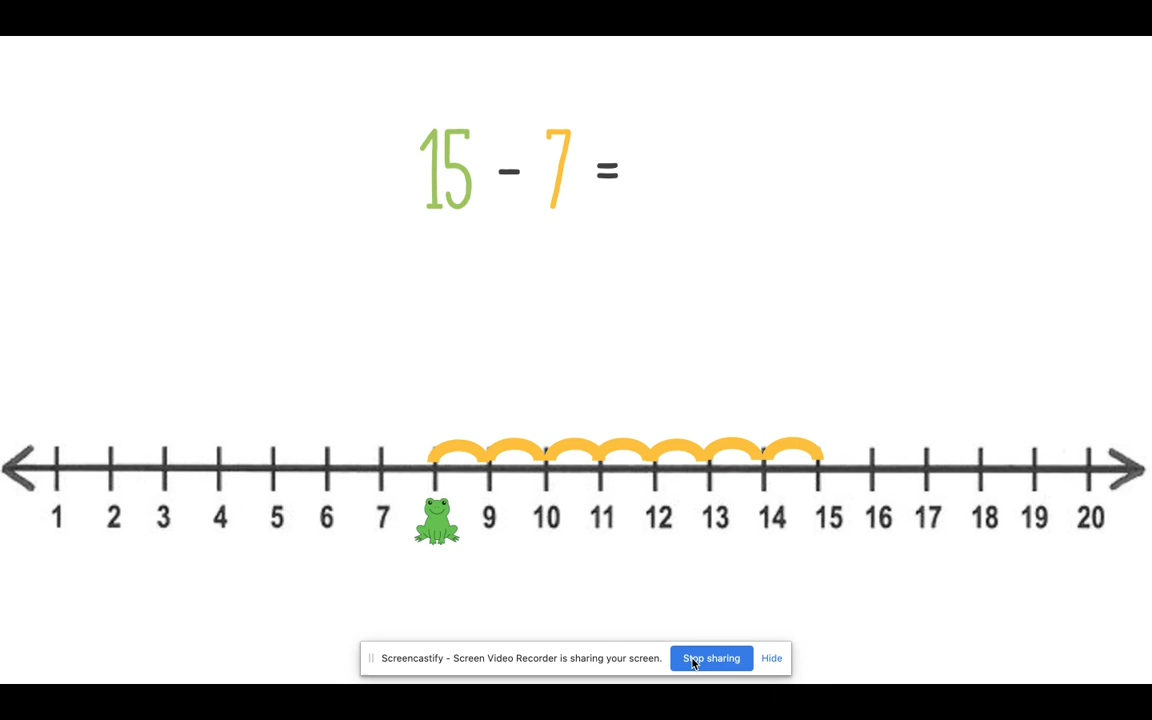 15 - 7 =
1 2 3 4 5 6 7 9 10 11 12 13 14 15 16 17 18 19 20
Screencastify - Screen Video Recorder is sharing your screen. Stop sharing Hide